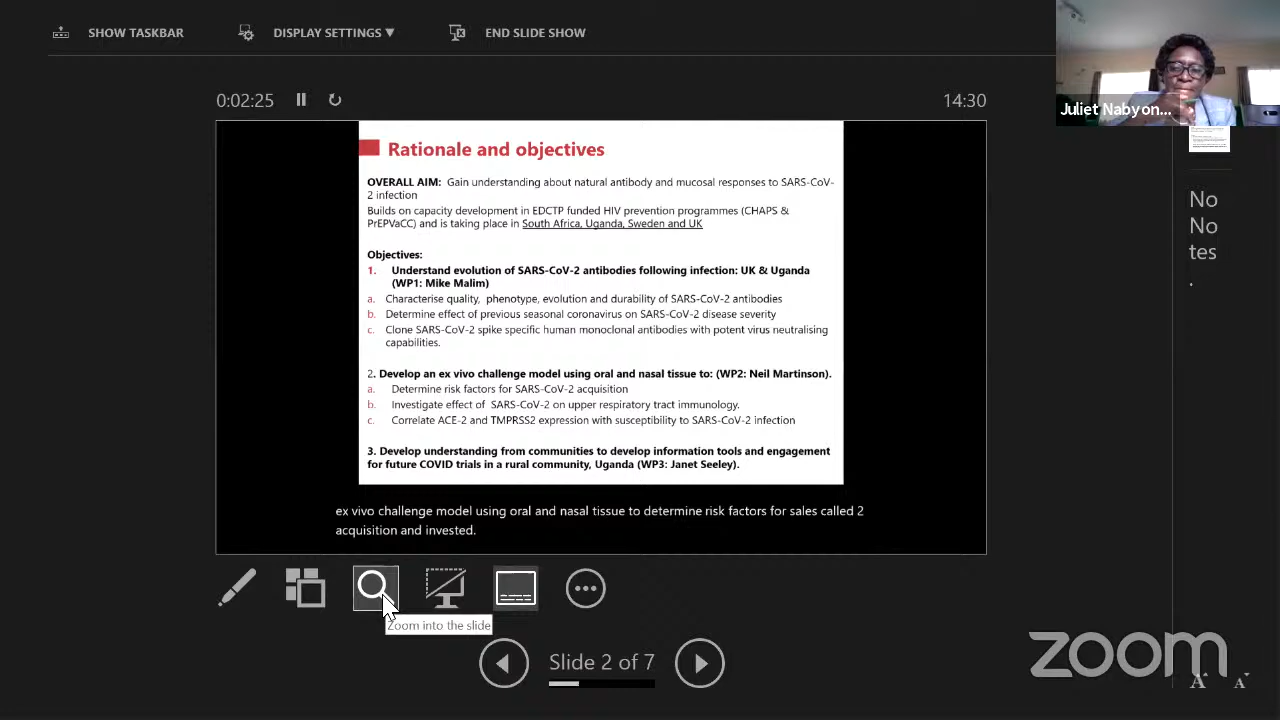 SHOW TASKBAR
DISPLAY SETTINGS ▼
END SLIDE SHOW
Juliet Nabyon...
0:02:25
14:30
Rationale and objectives
OVERALL AIM: Gain understanding about natural antibody and mucosal responses to SARS-CoV-
2 infection
Builds on capacity development in EDCTP funded HIV prevention programmes (CHAPS &
PrEPVaCC) and is taking place in South Africa, Uganda, Sweden and UK
Objectives:
1. Understand evolution of SARS-CoV-2 antibodies following infection: UK & Uganda
(WP1: Mike Malim)
a. Characterise quality, phenotype, evolution and durability of SARS-CoV-2 antibodies
b. Determine effect of previous seasonal coronavirus on SARS-CoV-2 disease severity
c. Clone SARS-CoV-2 spike specific human monoclonal antibodies with potent virus neutralising
capabilities.
2. Develop an ex vivo challenge model using oral and nasal tissue to: (WP2: Neil Martinson).
a. Determine risk factors for SARS-CoV-2 acquisition
b. Investigate effect of SARS-CoV-2 on upper respiratory tract immunology.
c. Correlate ACE-2 and TMPRSS2 expression with susceptibility to SARS-CoV-2 infection
3. Develop understanding from communities to develop information tools and engagement
for future COVID trials in a rural community, Uganda (WP3: Janet Seeley).
ex vivo challenge model using oral and nasal tissue to determine risk factors for sales called 2
acquisition and invested.
No
No
tes
.
Zoom into the slide
Slide 2 of 7
zoom
A A